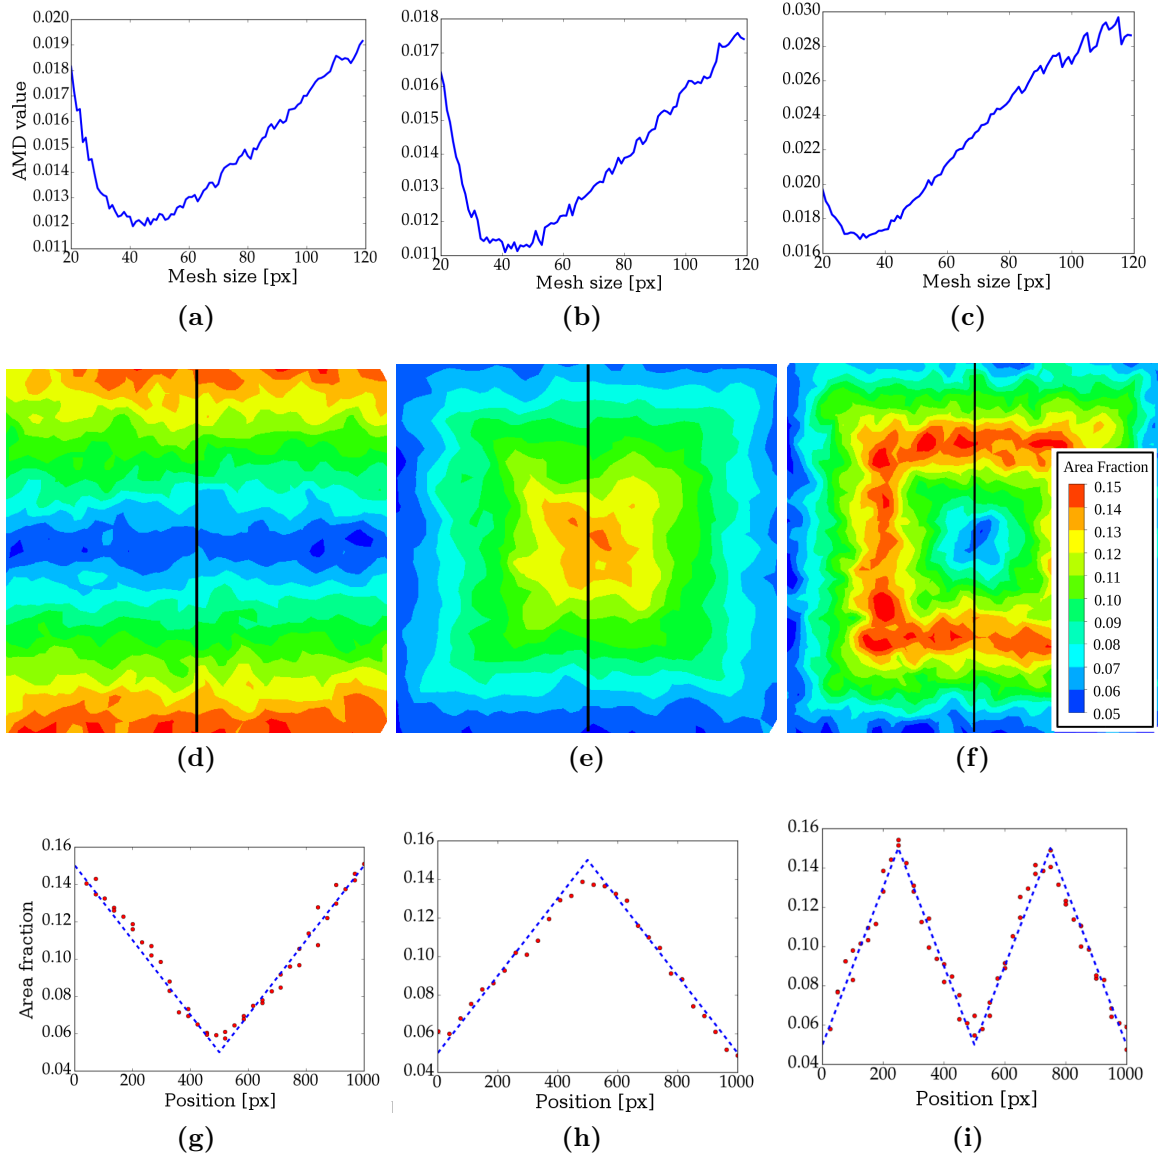 0.020
0.019
0.018
0.017
0.016
0.015
0.014
0.013
0.012
0.011
AMD value
20 40 60 80 100 120
Mesh size [px]
(a)
0.018
0.017
0.016
0.015
0.014
0.013
0.012
0.011
20 40 60 80 100 120
Mesh size [px]
(b)
0.030
0.028
0.026
0.024
0.022
0.020
0.018
0.016
20 40 60 80 100 120
Mesh size [px]
(c)
Area Fraction
0.15
0.14
0.13
0.12
0.11
0.10
0.09
0.08
0.07
0.06
0.05
(d)
(e)
(f)
0.16
0.14
0.12
0.10
0.08
0.06
0.04
Area fraction
0 200 400 600 800 1000
Position [px]
(g)
0.16
0.14
0.12
0.10
0.08
0.06
0.04
0 200 400 600 800 1000
Position [px]
(h)
0.16
0.14
0.12
0.10
0.08
0.06
0.04
0 200 400 600 800 1000
Position [px]
(i)